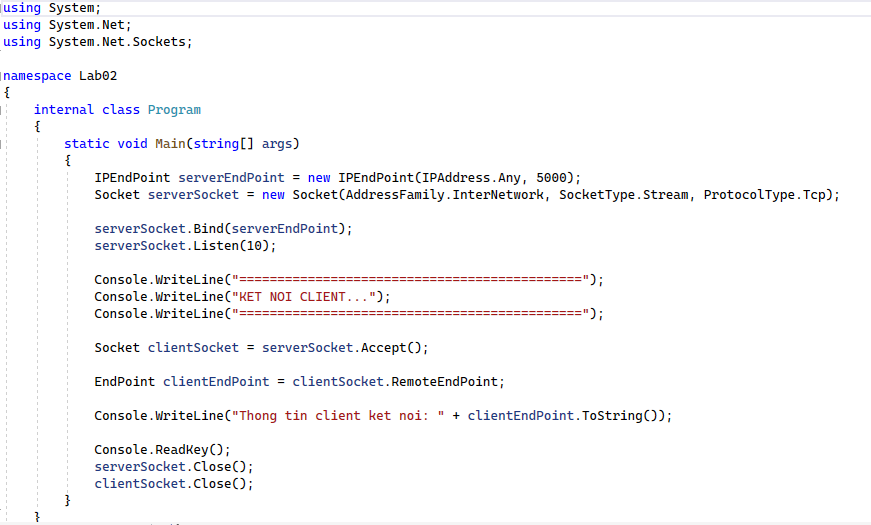 using System;
using System.Net;
using System.Net.Sockets;
namespace Lab02
{
internal class Program
{
static void Main(string[] args)
{
IPEndPoint serverEndPoint = new IPEndPoint(IPAddress.Any, 5000);
Socket serverSocket = new Socket(AddressFamily.InterNetwork, SocketType.Stream, ProtocolType.Tcp);
serverSocket.Bind(serverEndPoint);
serverSocket.Listen(10);
Console.WriteLine("=============================================");
Console.WriteLine("KET NOI CLIENT...");
Console.WriteLine("=============================================");
Socket clientSocket = serverSocket.Accept();
EndPoint clientEndPoint = clientSocket.RemoteEndPoint;
Console.WriteLine("Thong tin client ket noi: " + clientEndPoint.ToString());
Console.ReadKey();
serverSocket.Close();
clientSocket.Close();
}
}